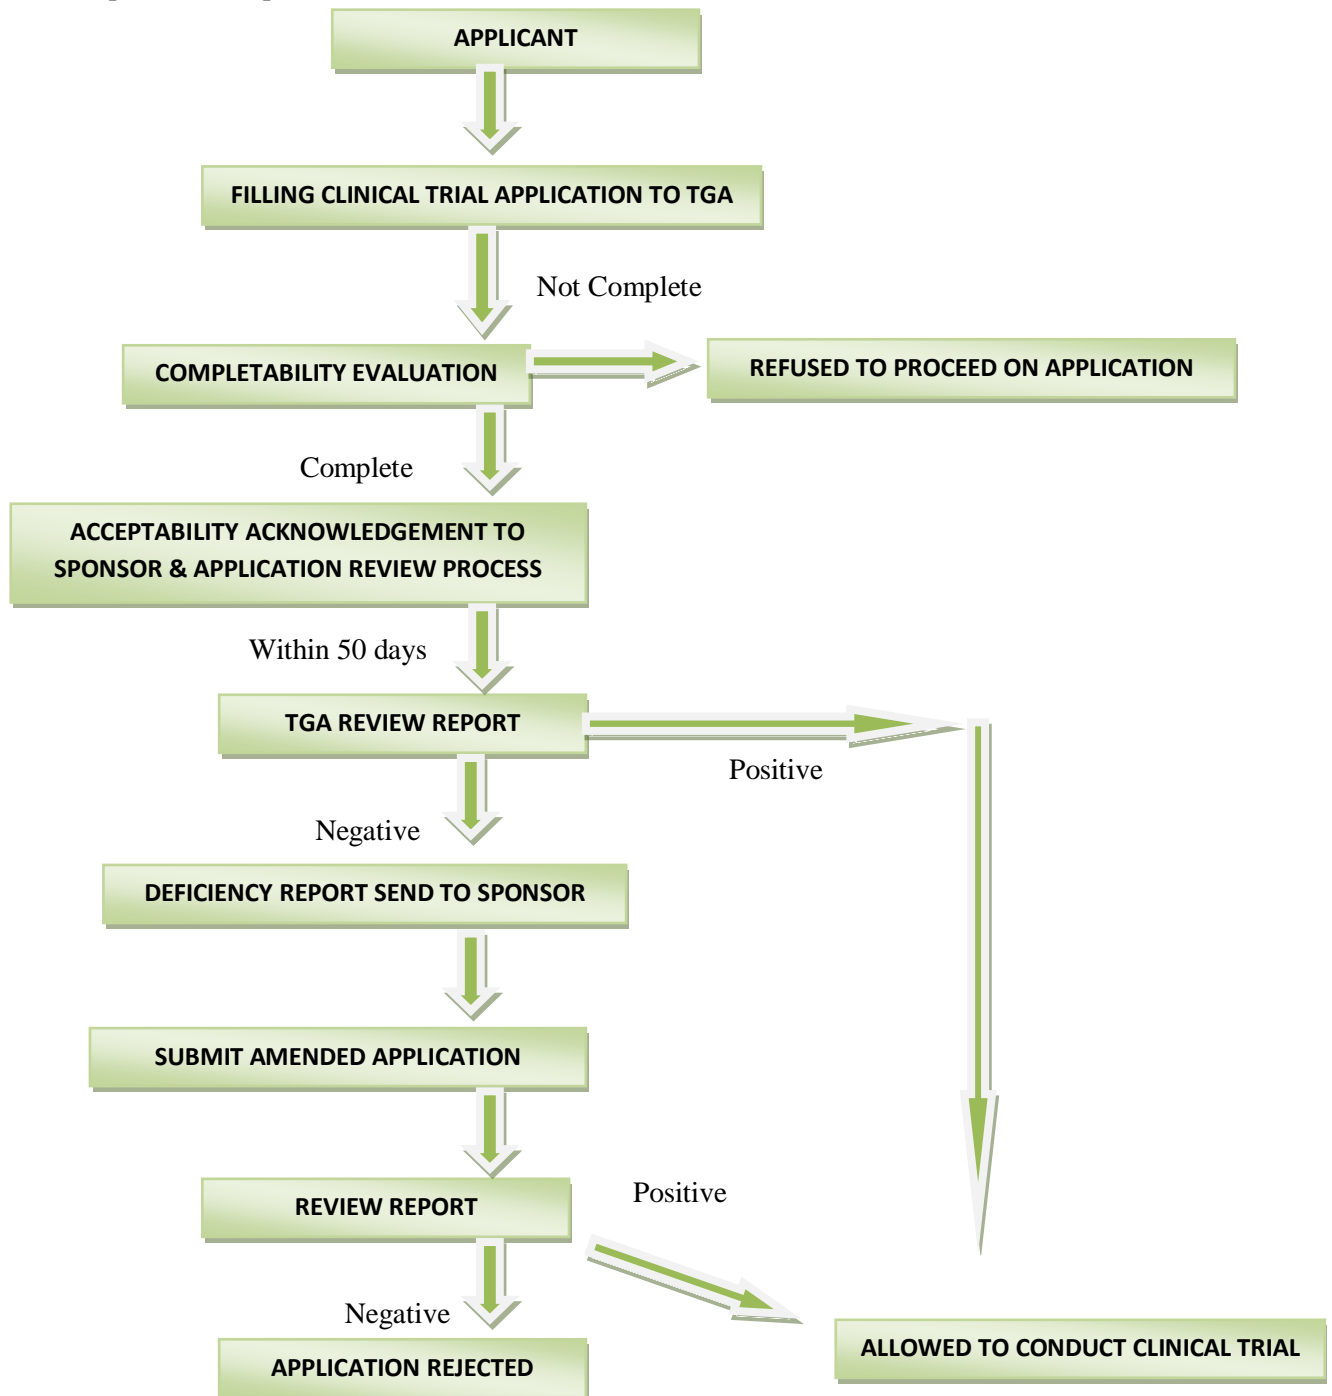 APPLICANT
FILLING CLINICAL TRIAL APPLICATION TO TGA
Not Complete
COMPLETABILITY EVALUATION
REFUSED TO PROCEED ON APPLICATION
Complete
ACCEPTABILITY ACKNOWLEDGEMENT TO
SPONSOR & APPLICATION REVIEW PROCESS
Within 50 days
TGA REVIEW REPORT
Positive
Negative
DEFICIENCY REPORT SEND TO SPONSOR
SUBMIT AMENDED APPLICATION
REVIEW REPORT
Positive
Negative
ALLOWED TO CONDUCT CLINICAL TRIAL
APPLICATION REJECTED